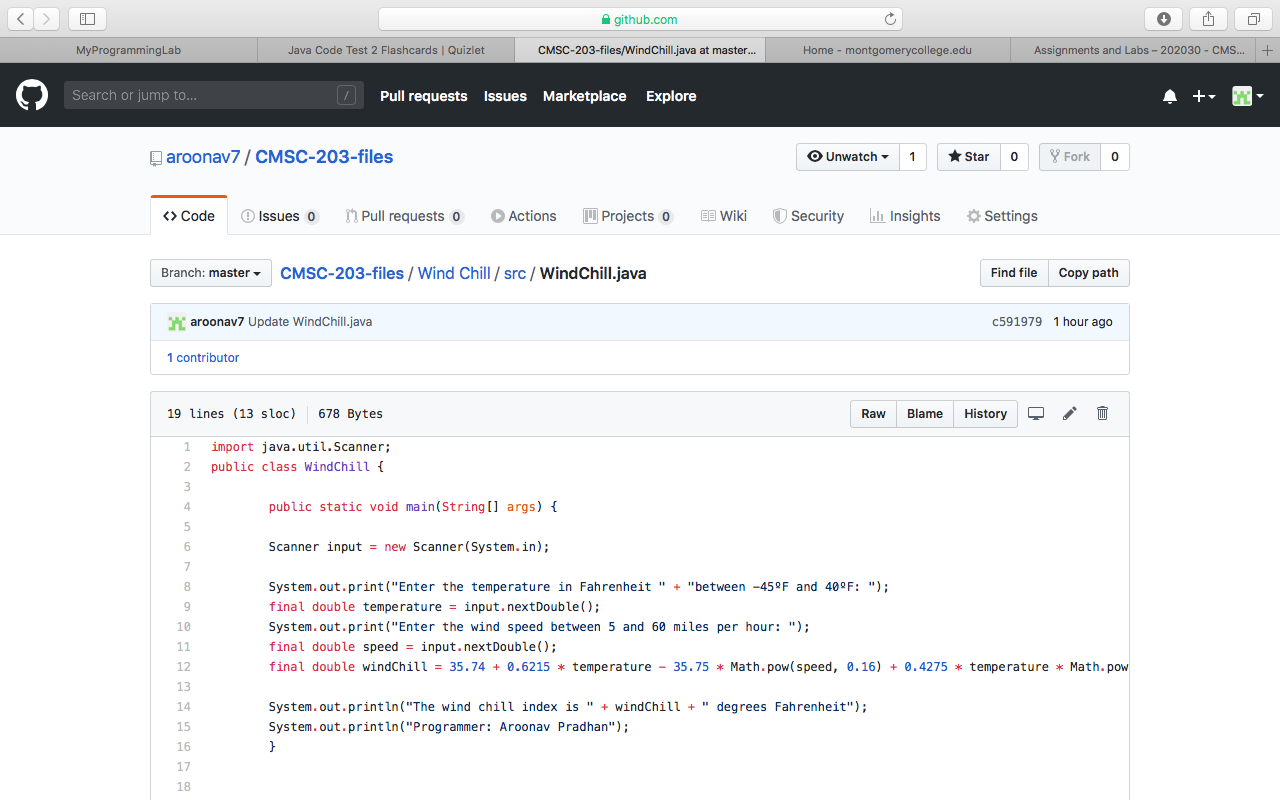 github.com
MyProgrammingLab
Java Code Test 2 Flashcards | Quizlet
CMSC-203-files/WindChill.java at master...
Home - montgomerycollege.edu
Assignments and Labs – 202030 - CMS...
Search or jump to... /
Pull requests Issues Marketplace Explore
aroonav7 / CMSC-203-files
Unwatch 1 Star 0 Fork 0
Code Issues 0 Pull requests 0 Actions Projects 0 Wiki Security Insights Settings
Branch: master CMSC-203-files / Wind Chill / src / WindChill.java Find file Copy path
aroonav7 Update WindChill.java c591979 1 hour ago
1 contributor
19 lines (13 sloc) 678 Bytes Raw Blame History
1 import java.util.Scanner;
2 public class WindChill {
3
4 public static void main(String[] args) {
5
6 Scanner input = new Scanner(System.in);
7
8 System.out.print("Enter the temperature in Fahrenheit " + "between -45ºF and 40ºF: ");
9 final double temperature = input.nextDouble();
10 System.out.print("Enter the wind speed between 5 and 60 miles per hour: ");
11 final double speed = input.nextDouble();
12 final double windChill = 35.74 + 0.6215 * temperature - 35.75 * Math.pow(speed, 0.16) + 0.4275 * temperature * Math.pow
13
14 System.out.println("The wind chill index is " + windChill + " degrees Fahrenheit");
15 System.out.println("Programmer: Aroonav Pradhan");
16 }
17
18